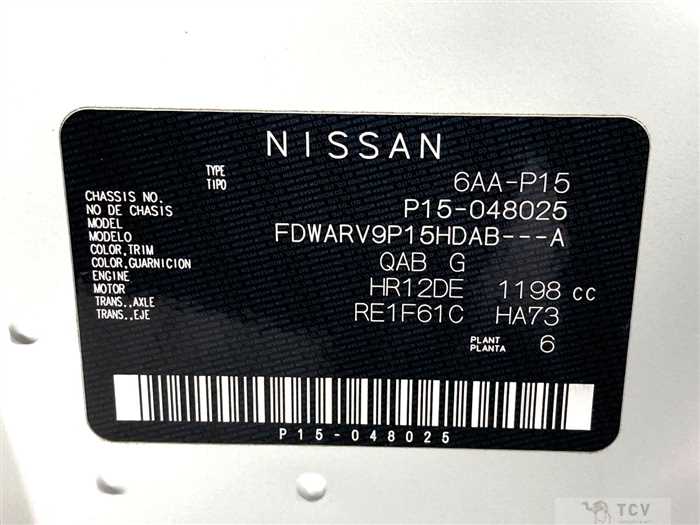 NISSAN
TYPE
TIPO 6AA-P15
CHASSIS NO.
NO DE CHASIS P15-048025
MODEL
MODELO FDWARV9P15HDAB---A
COLOR,TRIM
COLOR,GUARNICION QAB G
ENGINE
MOTOR HR12DE 1198 cc
TRANS.,AXLE
TRANS.,EJE RE1F61C HA73
PLANT
PLANTA 6
P15-048025
TCV